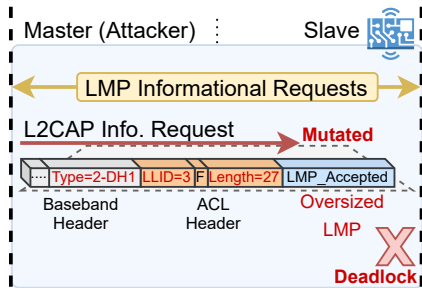 Master (Attacker)
Slave
LMP Informational Requests
L2CAP Info. Request
Mutated
.... Type=2-DH1 LLID=3 F Length=27 LMP_Accepted
Baseband
Header
ACL
Header
Oversized
LMP
Deadlock